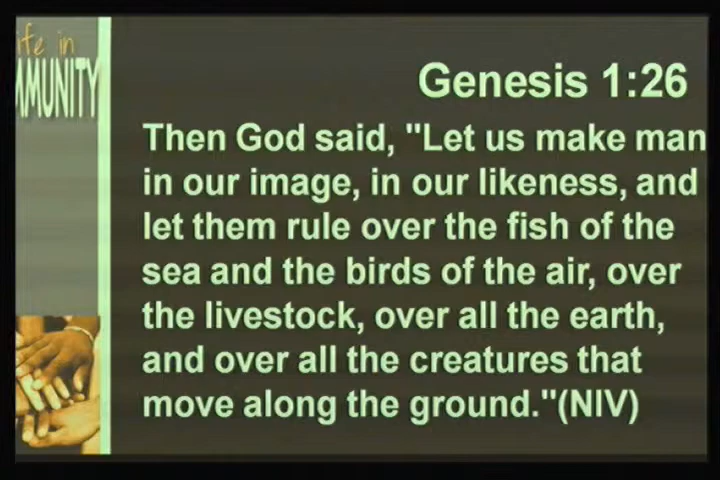 ife in
MMUNITY
Genesis 1:26
Then God said, "Let us make man
in our image, in our likeness, and
let them rule over the fish of the
sea and the birds of the air, over
the livestock, over all the earth,
and over all the creatures that
move along the ground."(NIV)